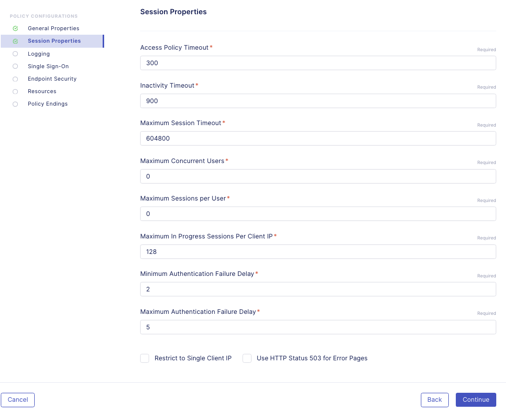 POLICY CONFIGURATIONS
General Properties
Session Properties
Logging
Single Sign-On
Endpoint Security
Resources
Policy Endings
Session Properties
Access Policy Timeout*
Required
300
Inactivity Timeout*
Required
900
Maximum Session Timeout*
Required
604800
Maximum Concurrent Users*
Required
0
Maximum Sessions per User*
Required
0
Maximum In Progress Sessions Per Client IP*
Required
128
Minimum Authentication Failure Delay*
Required
2
Maximum Authentication Failure Delay*
Required
5
Restrict to Single Client IP
Use HTTP Status 503 for Error Pages
Cancel
Back
Continue